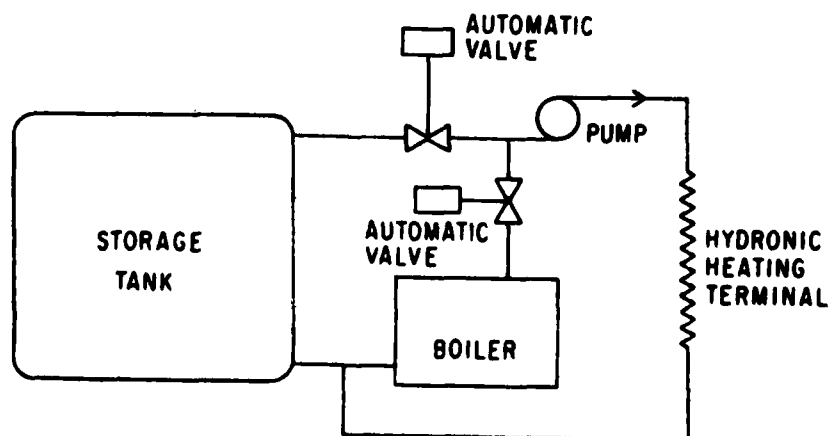 AUTOMATIC
VALVE
PUMP
STORAGE
TANK
AUTOMATIC
VALVE
HYDRONIC
HEATING
TERMINAL
BOILER